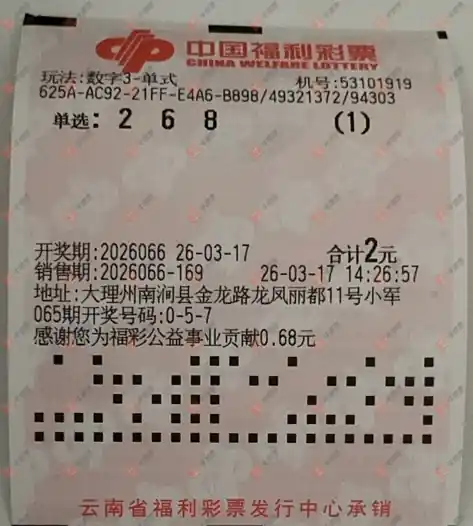 中国福利彩票
CHINA WELFARE LOTTERY
玩法:数字3-单式 机号:53101919
625A-AC92-21FF-E4A6-B898/49321372/94303
单选: 2 6 8 (1)
开奖期:2026066 26-03-17 合计2元
销售期:2026066-169 26-03-17 14:26:57
地址:大理州南涧县金龙路龙凤丽都11号小军
065期开奖号码:0-5-7
感谢您为福彩公益事业贡献0.68元
云南省福利彩票发行中心承销